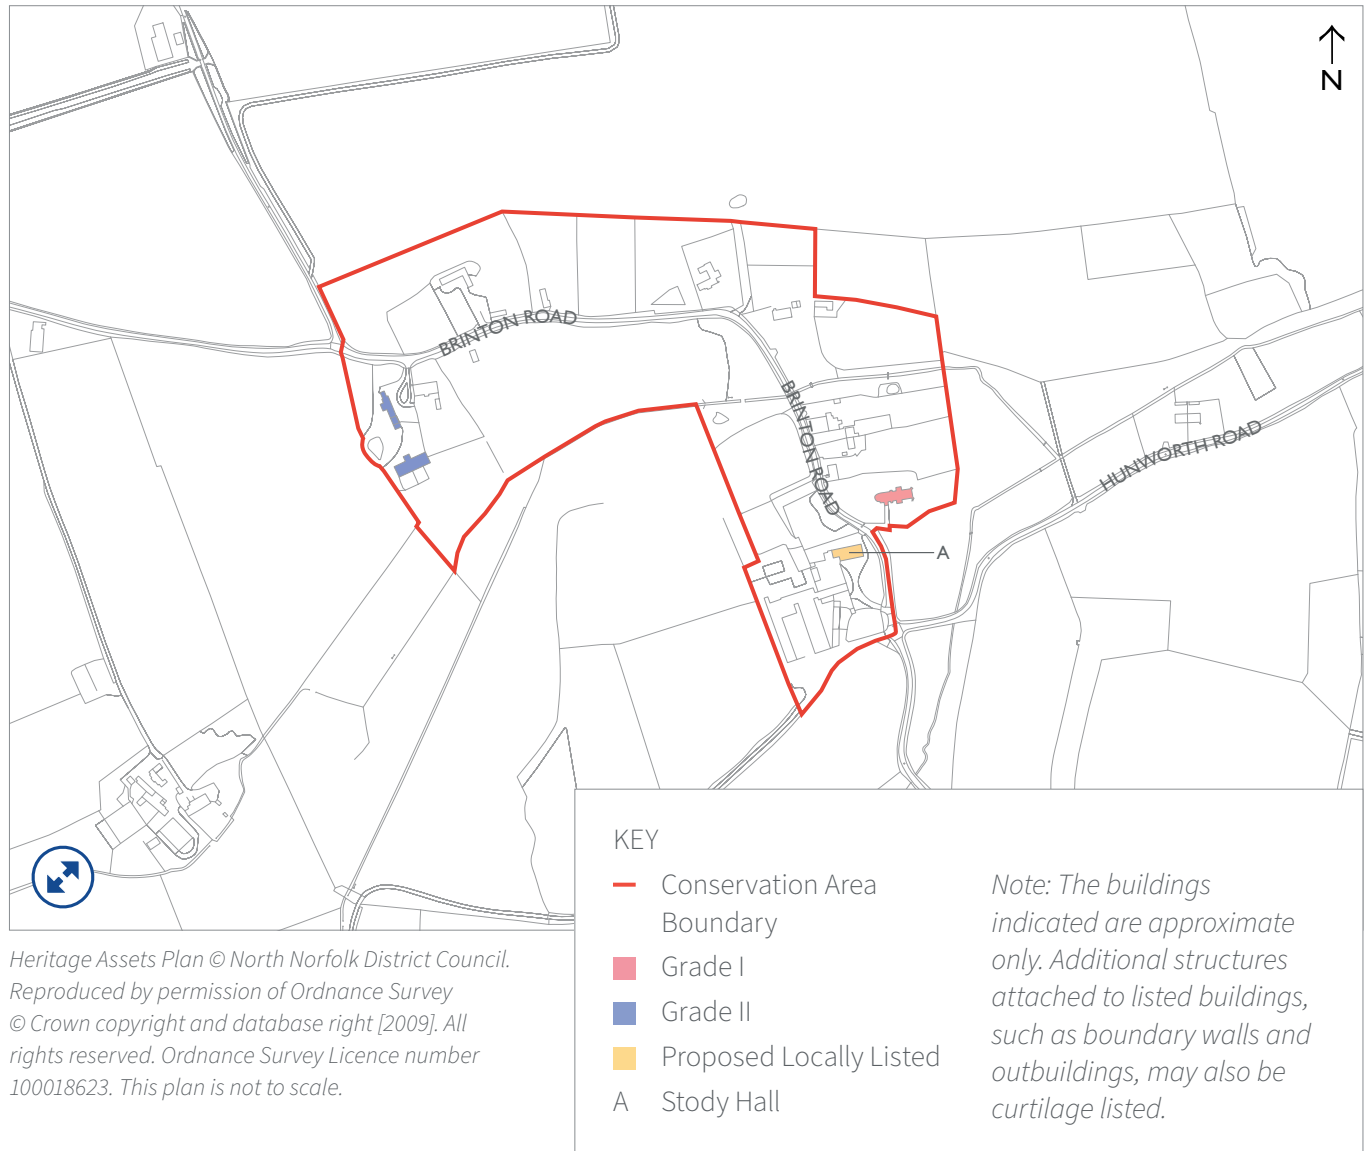 N
BRINTON ROAD
BRINTON ROAD
HUNWORTH ROAD
A
KEY
Conservation Area
Boundary
Grade I
Grade II
Proposed Locally Listed
A Stody Hall
Note: The buildings
indicated are approximate
only. Additional structures
attached to listed buildings,
such as boundary walls and
outbuildings, may also be
curtilage listed.
Heritage Assets Plan © North Norfolk District Council.
Reproduced by permission of Ordnance Survey
© Crown copyright and database right [2009]. All
rights reserved. Ordnance Survey Licence number
100018623. This plan is not to scale.